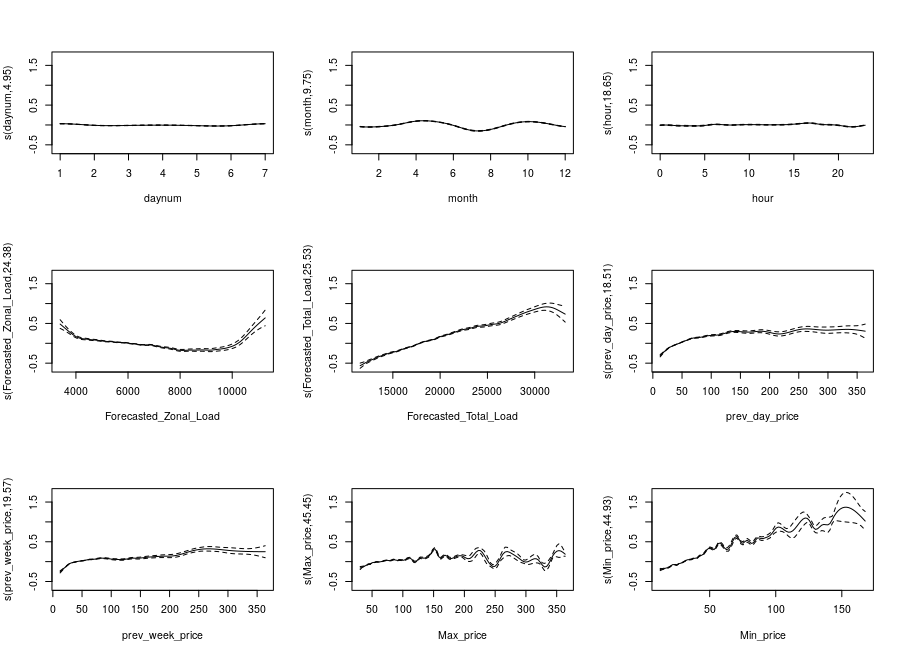 s(daynum,4.95)
1.5
0.5
-0.5
1 2 3 4 5 6 7
daynum
s(month,9.75)
1.5
0.5
-0.5
2 4 6 8 10 12
month
s(hour,18.65)
1.5
0.5
-0.5
0 5 10 15 20
hour
s(Forecasted_Zonal_Load,24.38)
1.5
0.5
-0.5
4000 6000 8000 10000
Forecasted_Zonal_Load
s(Forecasted_Total_Load,25.53)
1.5
0.5
-0.5
15000 20000 25000 30000
Forecasted_Total_Load
s(prev_day_price,18.51)
1.5
0.5
-0.5
0 50 100 150 200 250 300 350
prev_day_price
s(prev_week_price,19.57)
1.5
0.5
-0.5
0 50 100 150 200 250 300 350
prev_week_price
s(Max_price,45.45)
1.5
0.5
-0.5
50 100 150 200 250 300 350
Max_price
s(Min_price,44.93)
1.5
0.5
-0.5
50 100 150
Min_price